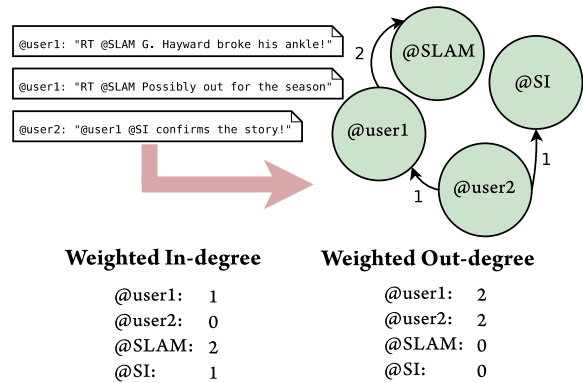 @user1: "RT @SLAM G. Hayward broke his ankle!"
@user1: "RT @SLAM Possibly out for the season"
@user2: "@user1 @SI confirms the story!"
2
@SLAM
@SI
@user1
1
1
@user2
Weighted In-degree
@user1: 1
@user2: 0
@SLAM: 2
@SI: 1
Weighted Out-degree
@user1: 2
@user2: 2
@SLAM: 0
@SI: 0